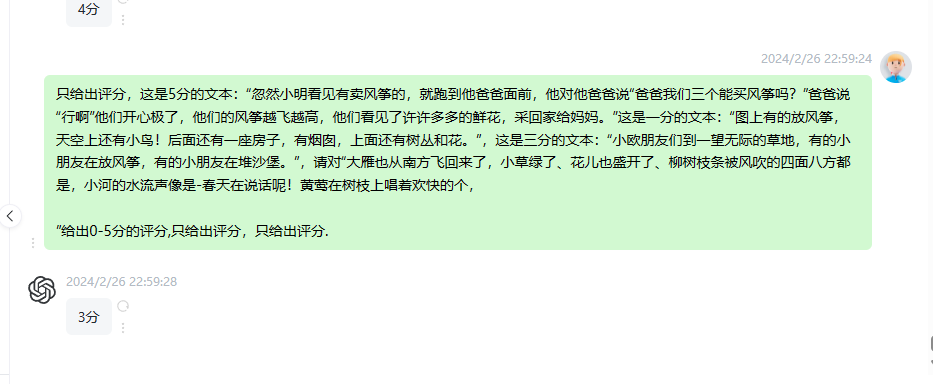 4分
2024/2/26 22:59:24
只给出评分，这是5分的文本：“忽然小明看见有卖风筝的，就跑到他爸爸面前，他对他爸爸说“爸爸我们三个能买风筝吗？”爸爸说
“行啊”他们开心极了，他们的风筝越飞越高，他们看见了许许多多的鲜花，采回家给妈妈。”这是一分的文本：“图上有的放风筝，
天空上还有小鸟！后面还有一座房子，有烟囱，上面还有树丛和花。”，这是三分的文本：“小欧朋友们到一望无际的草地，有的小
朋友在放风筝，有的小朋友在堆沙堡。”，请对“大雁也从南方飞回来了，小草绿了、花儿也盛开了、柳树枝条被风吹的四面八方都
是，小河的水流声像是-春天在说话呢！黄莺在树枝上唱着欢快的个，
”给出0-5分的评分,只给出评分，只给出评分.
2024/2/26 22:59:28
3分